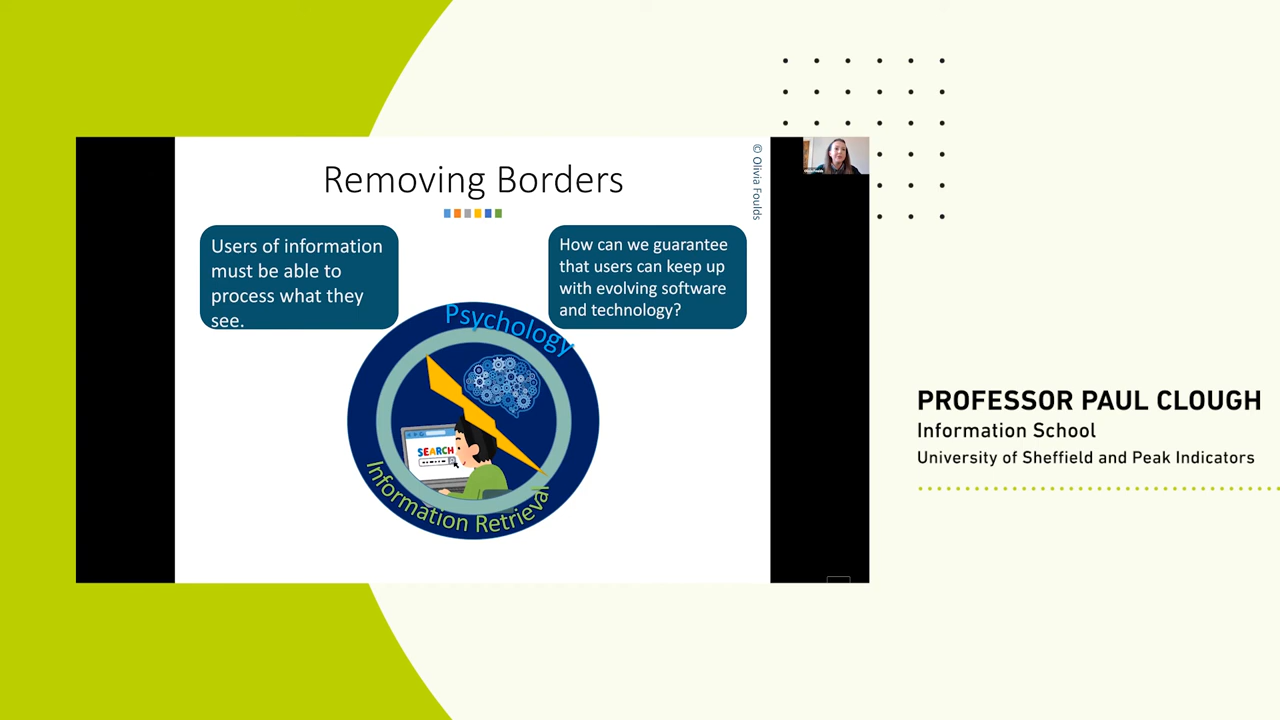 Removing Borders
© Olivia Foulds
Users of information
must be able to
process what they
see.
How can we guarantee
that users can keep up
with evolving software
and technology?
Psychology
SEARCH
Information Retrieval
Olivia Foulds
PROFESSOR PAUL CLOUGH
Information School
University of Sheffield and Peak Indicators